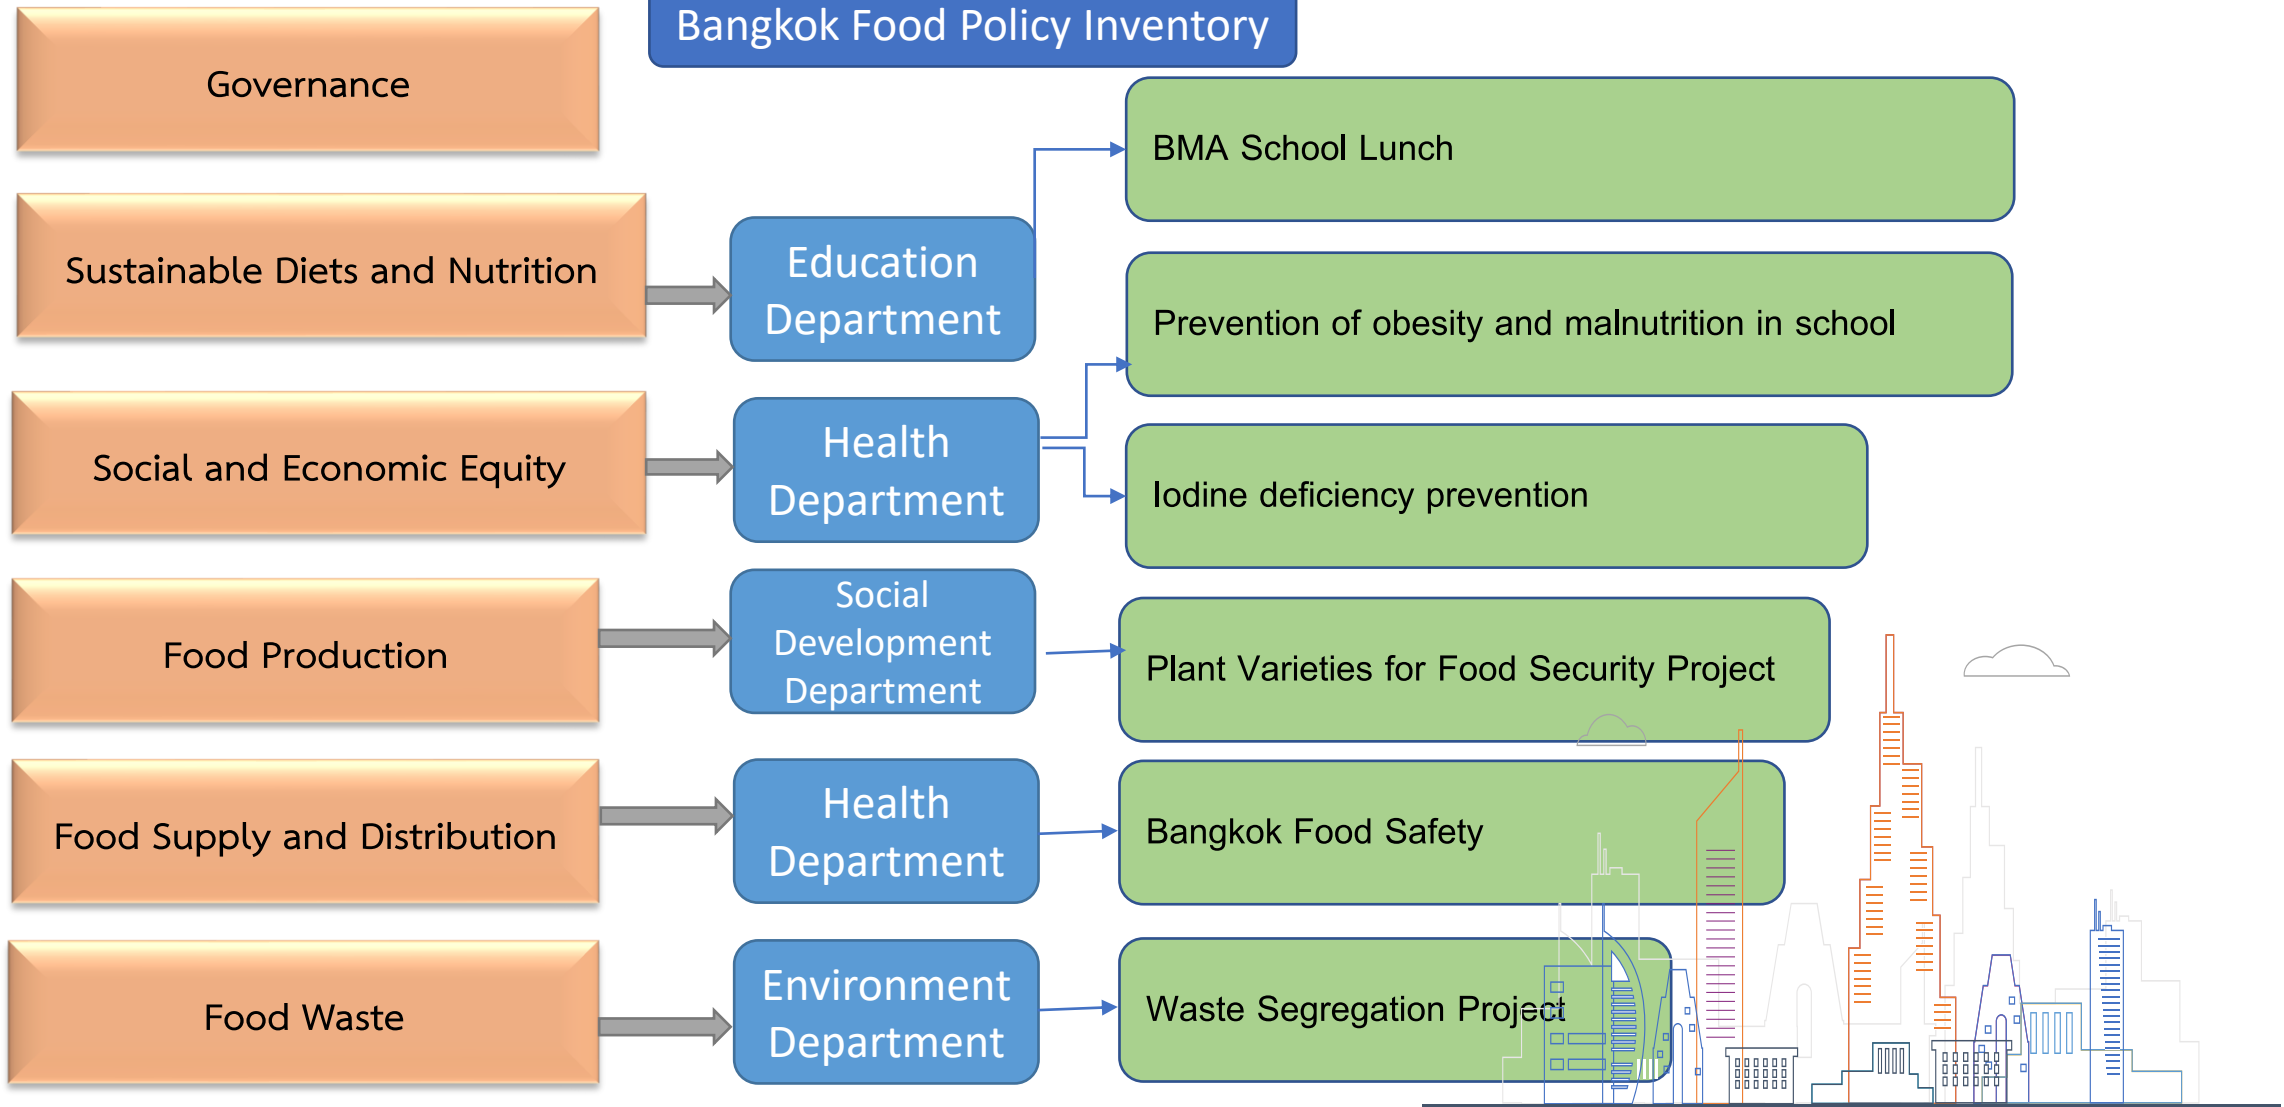 Bangkok Food Policy Inventory
Governance
BMA School Lunch
Sustainable Diets and Nutrition
Education
Department
Prevention of obesity and malnutrition in school
Social and Economic Equity
Health
Department
Iodine deficiency prevention
Food Production
Social
Development
Department
Plant Varieties for Food Security Project
Food Supply and Distribution
Health
Department
Bangkok Food Safety
Food Waste
Environment
Department
Waste Segregation Project